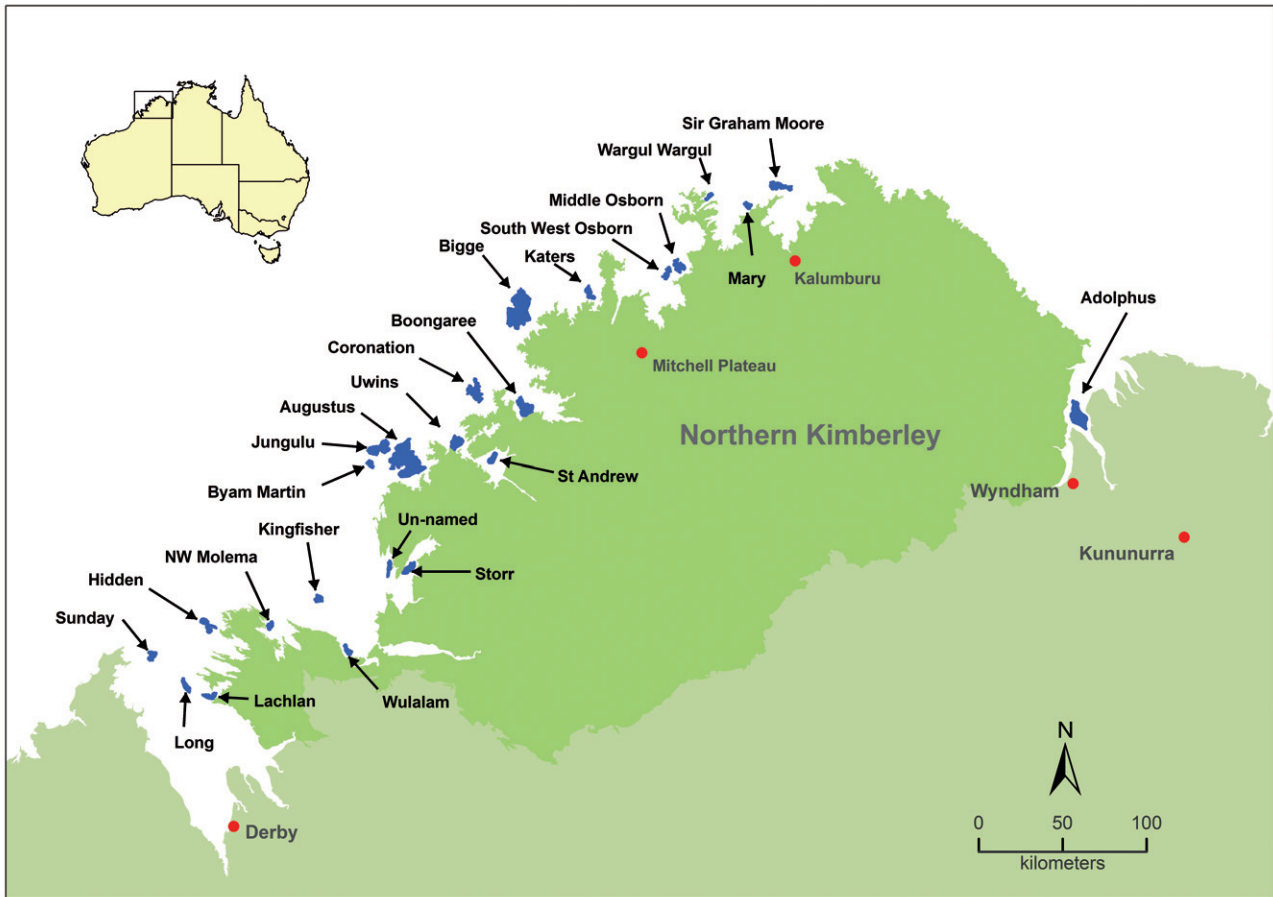 Sir Graham Moore
Wargul Wargul
Middle Osborn
South West Osborn
Bigge
Katers
Mary
Kalumburu
Adolphus
Boongaree
Coronation
Mitchell Plateau
Uwins
Augustus
Northern Kimberley
Jungulu
St Andrew
Byam Martin
Wyndham
Un-named
Kingfisher
Kununurra
NW Molema
Storr
Hidden
Sunday
Lachlan
Wulalam
Long
N
Derby
0 50 100
kilometers